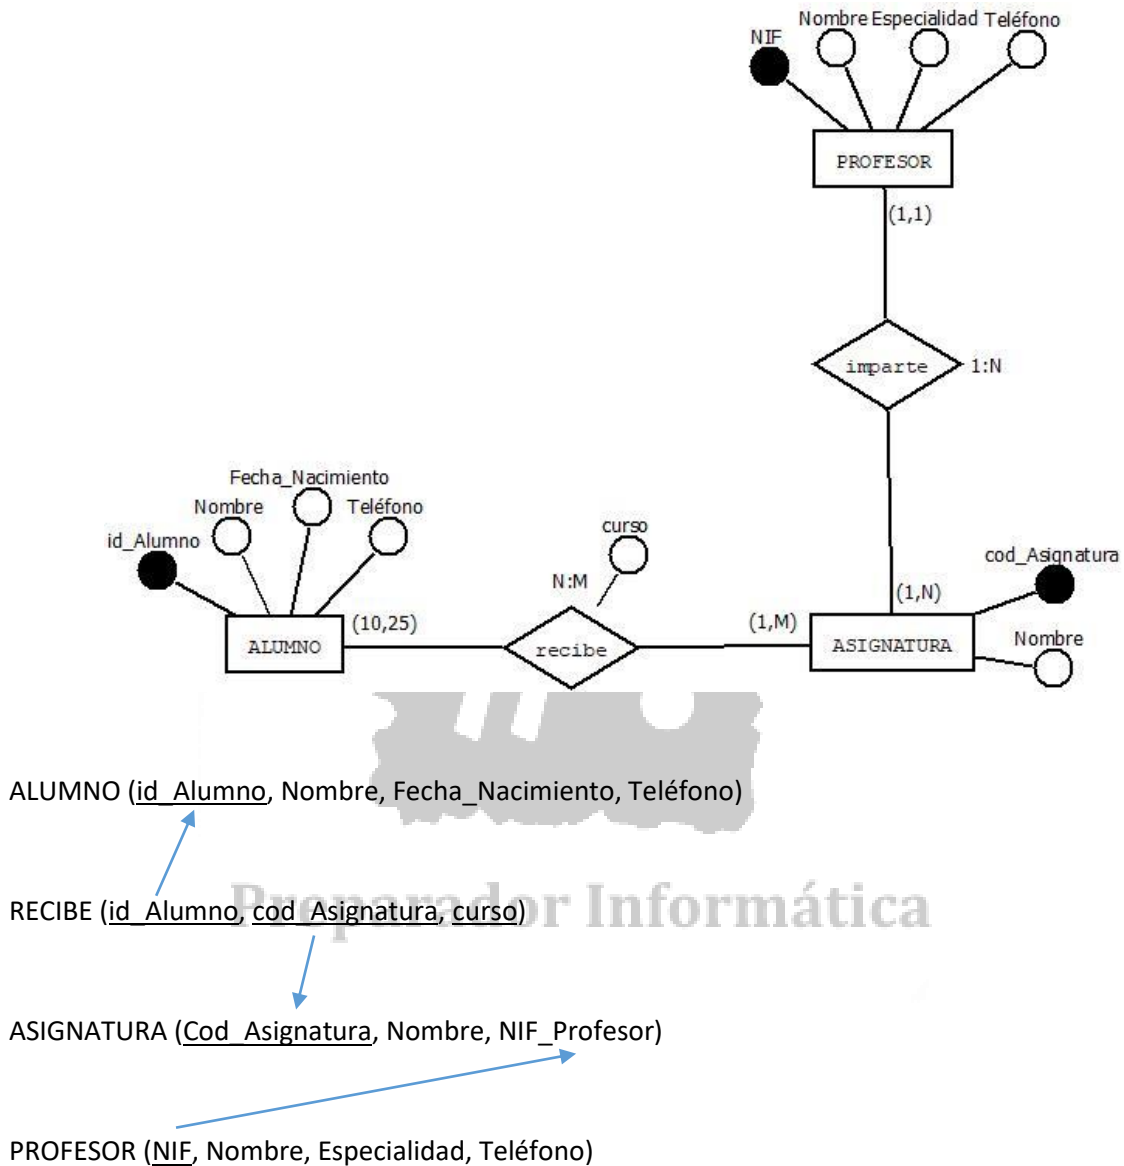 Nombre Especialidad Teléfono
NIF
PROFESOR
(1,1)
imparte 1:N
Fecha_Nacimiento
Nombre Teléfono
id_Alumno
curso
N:M
cod_Asignatura
(1,N)
(10,25)
(1,M)
ALUMNO
recibe
ASIGNATURA
Nombre
ALUMNO (id_Alumno, Nombre, Fecha_Nacimiento, Teléfono)
RECIBE (id_Alumno, cod_Asignatura, curso)
Preparador Informática
ASIGNATURA (Cod_Asignatura, Nombre, NIF_Profesor)
PROFESOR (NIF, Nombre, Especialidad, Teléfono)